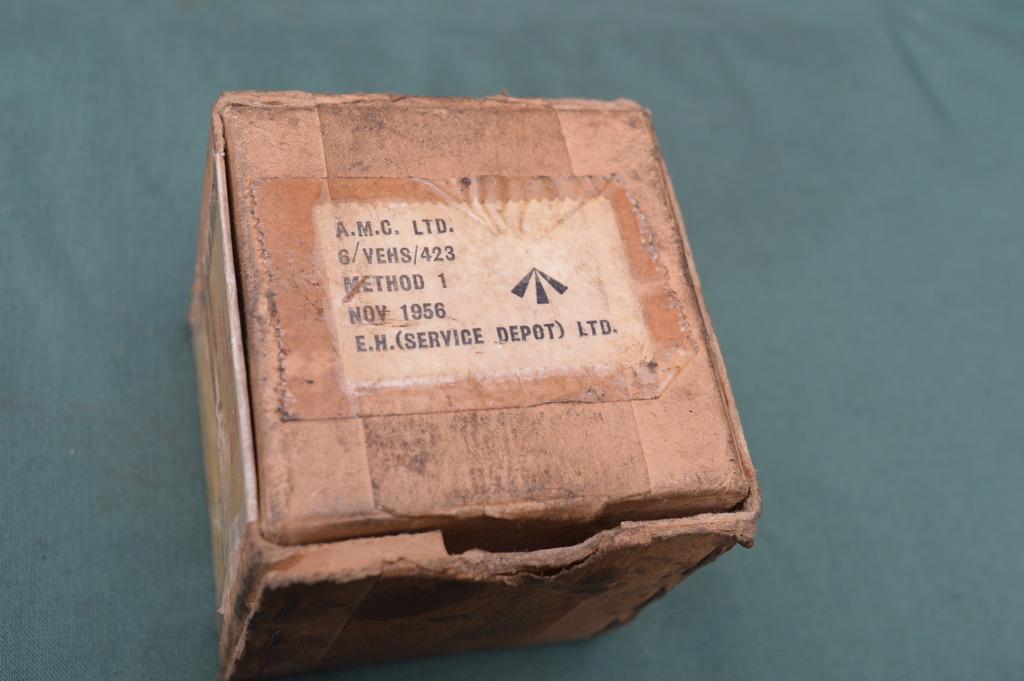 A.M.C. LTD.
6/VEHS/423
METHOD 1
NOV 1956
E.H.(SERVICE DEPOT) LTD.